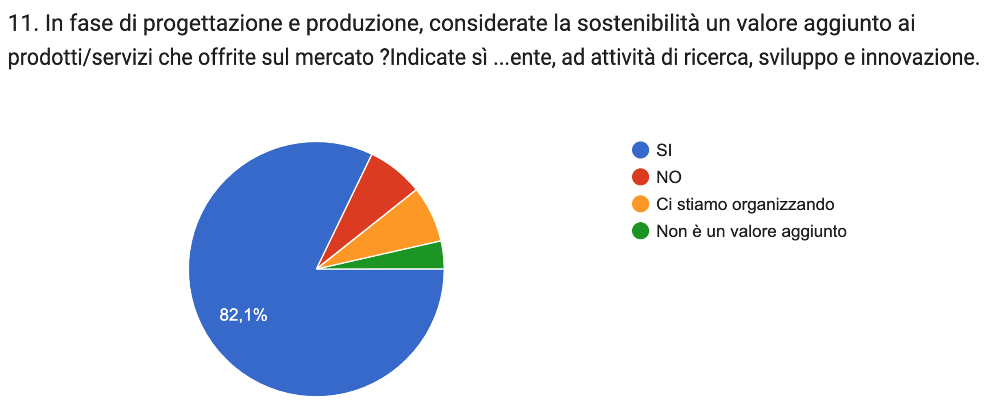 11. In fase di progettazione e produzione, considerate la sostenibilità un valore aggiunto ai
prodotti/servizi che offrite sul mercato ?Indicate sì ...ente, ad attività di ricerca, sviluppo e innovazione.
SI
NO
Ci stiamo organizzando
Non è un valore aggiunto
82,1%